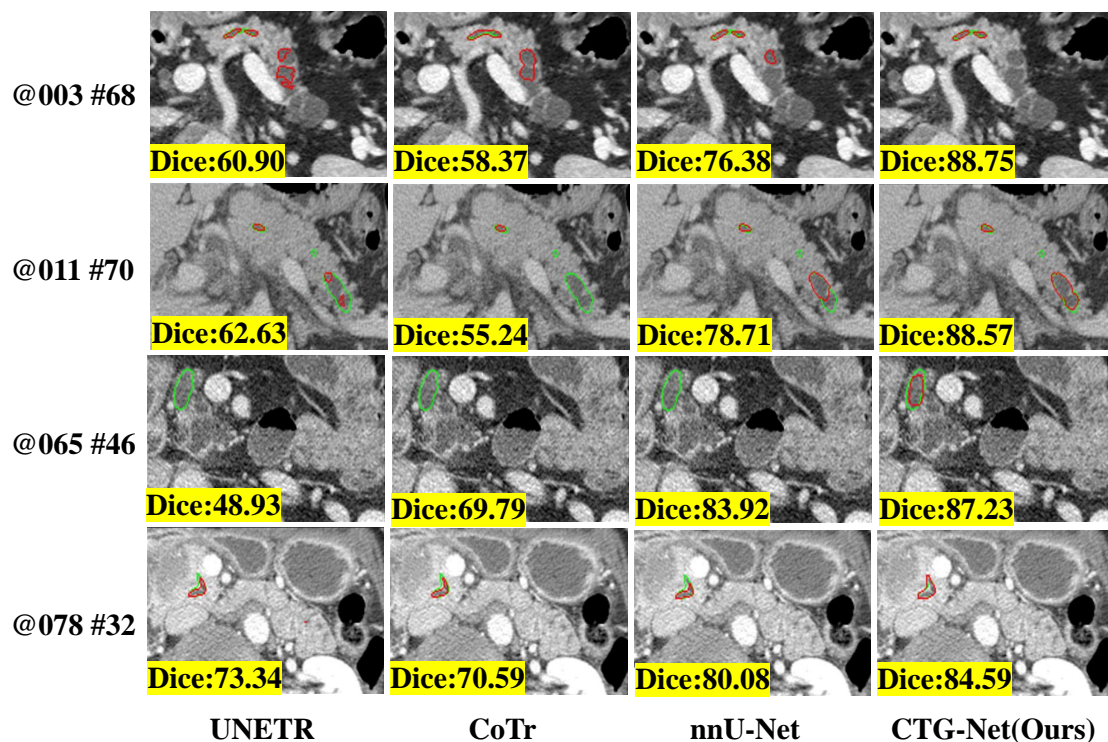 @003 #68
Dice:60.90
Dice:58.37
Dice:76.38
Dice:88.75
@011 #70
Dice:62.63
Dice:55.24
Dice:78.71
Dice:88.57
@065 #46
Dice:48.93
Dice:69.79
Dice:83.92
Dice:87.23
@078 #32
Dice:73.34
Dice:70.59
Dice:80.08
Dice:84.59
UNETR
CoTr
nnU-Net
CTG-Net(Ours)